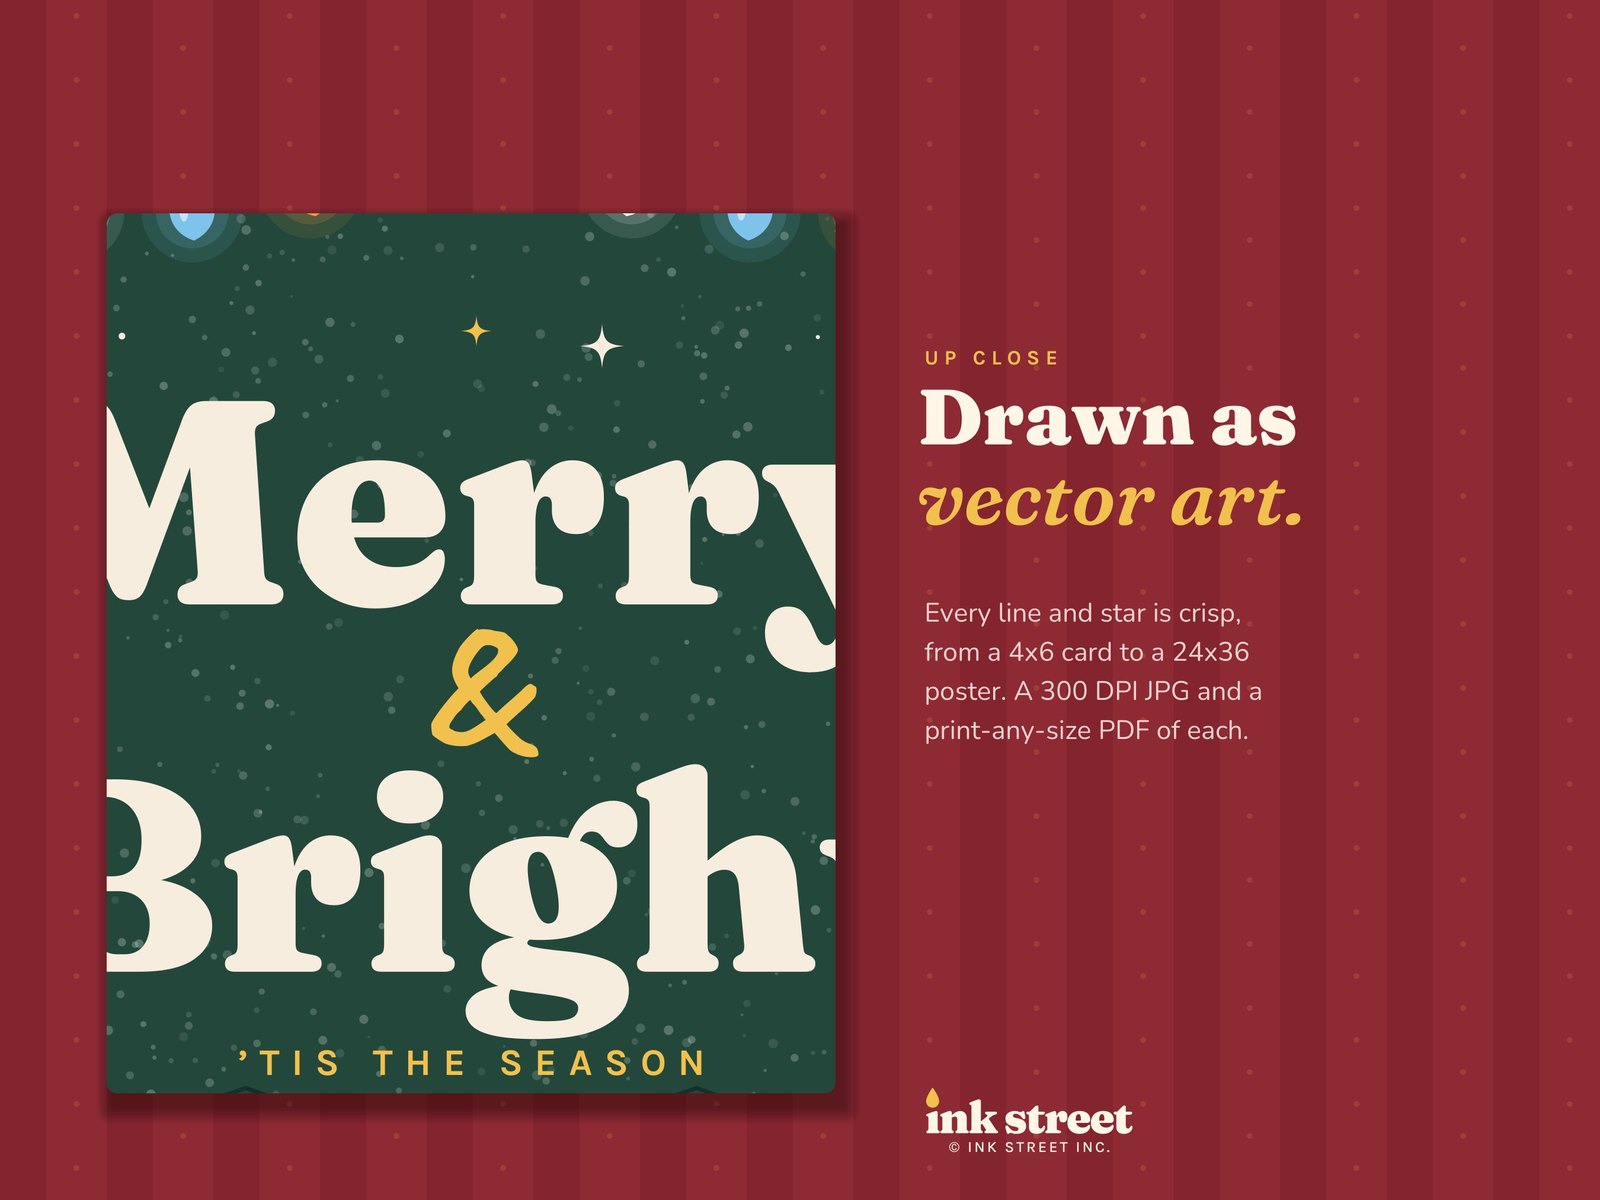 Merry
&
Bright
’TIS THE SEASON
UP CLOSE
Drawn as
vector art.
Every line and star is crisp,
from a 4x6 card to a 24x36
poster. A 300 DPI JPG and a
print-any-size PDF of each.
ink street
© INK STREET INC.